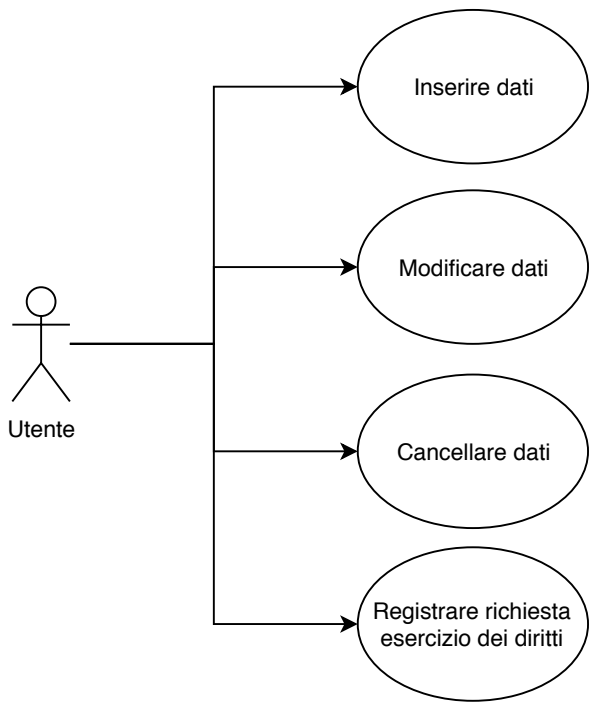 Inserire dati
Modificare dati
Utente
Cancellare dati
Registrare richiesta
esercizio dei diritti